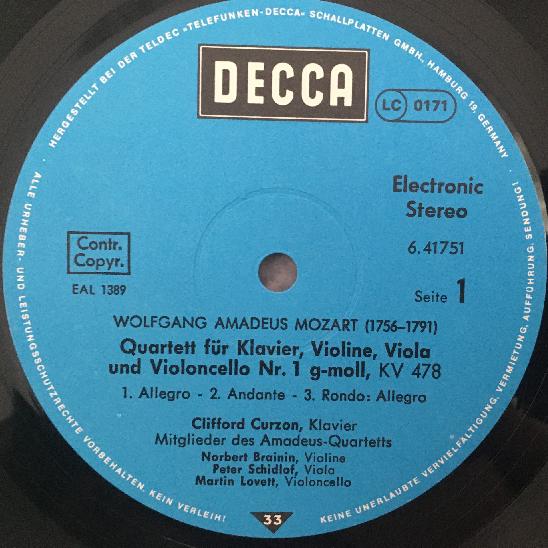 HERGESTELLT BEI DER TELDEC »TELEFUNKEN-DECCA« SCHALLPLATTEN GMBH, HAMBURG 19, GERMANY ·
DECCA
LC 0171
Electronic
Stereo
6.41751
Contr.
Copyr.
EAL 1389
Seite 1
WOLFGANG AMADEUS MOZART (1756–1791)
Quartett für Klavier, Violine, Viola
und Violoncello Nr. 1 g-moll, KV 478
1. Allegro - 2. Andante - 3. Rondo: Allegro
Clifford Curzon, Klavier
Mitglieder des Amadeus-Quartetts
Norbert Brainin, Violine
Peter Schidlof, Viola
Martin Lovett, Violoncello
33
ALLE URHEBER- UND LEISTUNGSSCHUTZRECHTE VORBEHALTEN. KEIN VERLEIH! KEINE UNERLAUBTE VERVIELFÄLTIGUNG, VERMIETUNG, AUFFÜHRUNG, SENDUNG! ·